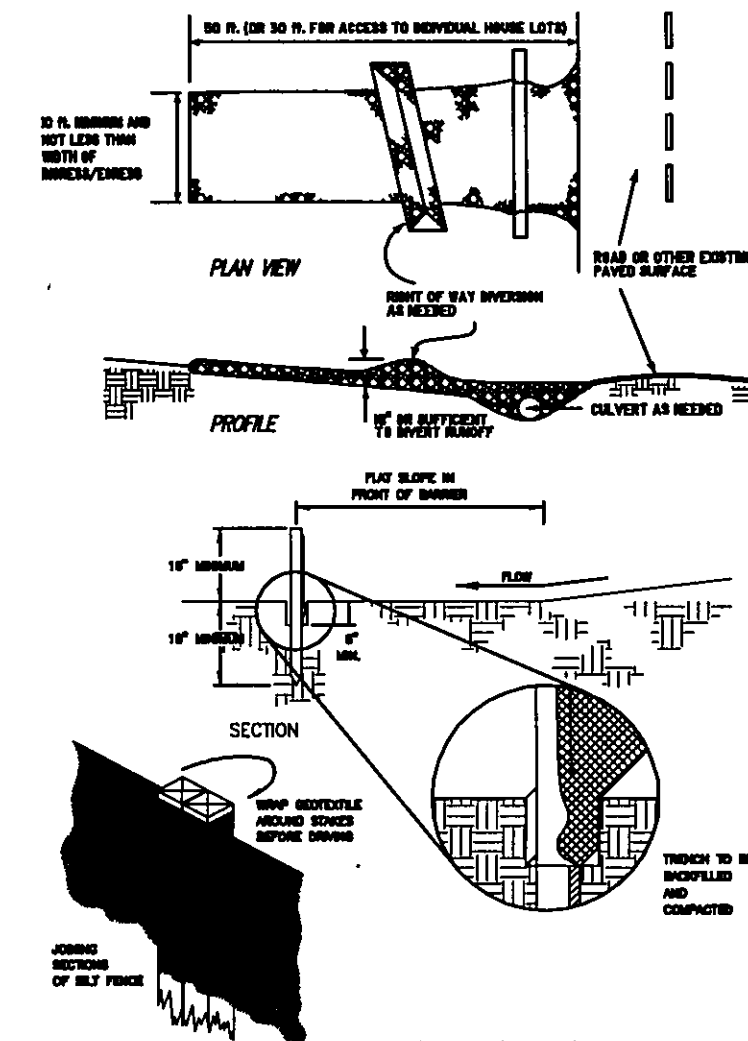 50 ft. (OR 30 ft. FOR ACCESS TO INDIVIDUAL HOUSE LOTS)
10 ft. MINIMUM AND
NOT LESS THAN
WIDTH OF
INGRESS/EGRESS
PLAN VIEW
ROAD OR OTHER EXISTIN
PAVED SURFACE
RIGHT OF WAY DIVERSION
AS NEEDED
PROFILE
OR SUFFICIENT
TO DIVERT RUNOFF
CULVERT AS NEEDED
FLAT SLOPE IN
FRONT OF BARRIER
MINIMUM
FLOW
MINIMUM
MIN.
SECTION
WRAP GEOTEXTILE
AROUND STAKES
BEFORE DRIVING
TRENCH TO BE
BACKFILLED
AND
COMPACTED
JOINING
SECTIONS
OF SILT FENCE